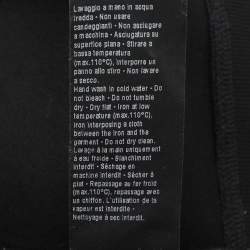 Lavaggio a mano in acqua
fredda • Non usare
candeggianti • Non asciugare
a macchina • Asciugatura su
superfice piana • Stirare a
bassa temperatura
(max.110°C), interporre un
panno allo stiro • Non lavare a
secco.
Hand wash in cold water • Do
not bleach • Do not tumble
dry • Dry flat • Iron at low
temperature (max.110°C),
Iron interposing a cloth
between the iron and the
garment • Do not dry clean.
Lavage à la main uniquement
à eau froide • Blanchiment
interdit • Séchage en
machine interdit • Sécher à
plat • Repassage au fer froid
(max.110°C), repassage
avec un chiffon. L'utilisation de la
vapeur est interdite •
Nettoyage à sec interdit.